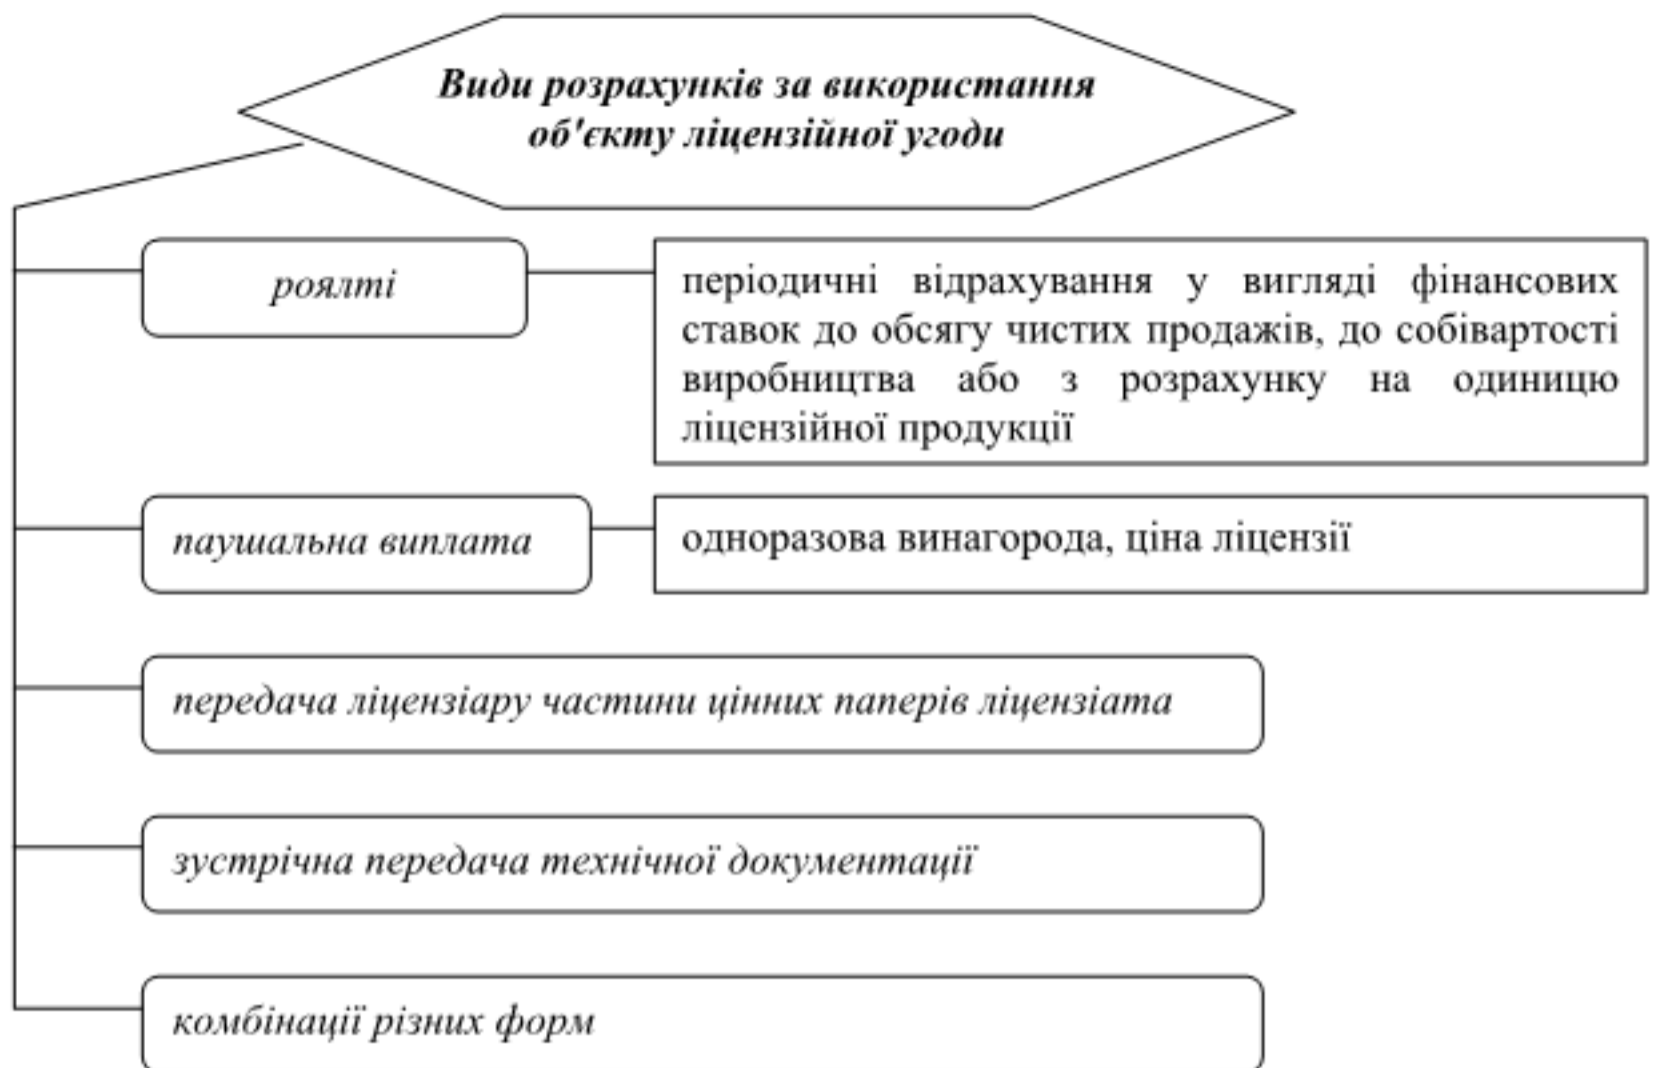 Види розрахунків за використання
об'єкту ліцензійної угоди
роялті
періодичні відрахування у вигляді фінансових
ставок до обсягу чистих продажів, до собівартості
виробництва або з розрахунку на одиницю
ліцензійної продукції
паушальна виплата
одноразова винагорода, ціна ліцензії
передача ліцензіару частини цінних паперів ліцензіата
зустрічна передача технічної документації
комбінації різних форм